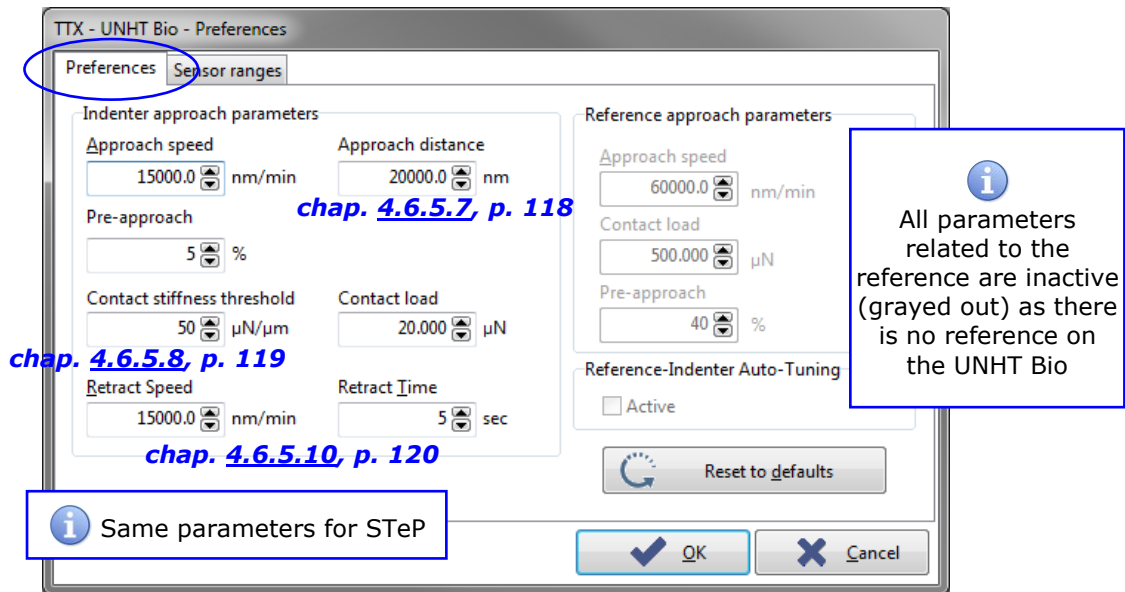 TTX - UNHT Bio - Preferences
Preferences
Sensor ranges
Indenter approach parameters
Approach speed
15000.0 nm/min
Approach distance
20000.0 nm
chap. 4.6.5.7, p. 118
Pre-approach
5 %
Contact stiffness threshold
50 µN/µm
Contact load
20.000 µN
chap. 4.6.5.8, p. 119
Retract Speed
15000.0 nm/min
Retract Time
5 sec
chap. 4.6.5.10, p. 120
Reference approach parameters
Approach speed
60000.0 nm/min
Contact load
500.000 µN
Pre-approach
40 %
Reference-Indenter Auto-Tuning
Active
Reset to defaults
All parameters
related to the
reference are inactive
(grayed out) as there
is no reference on
the UNHT Bio
Same parameters for STeP
OK
Cancel